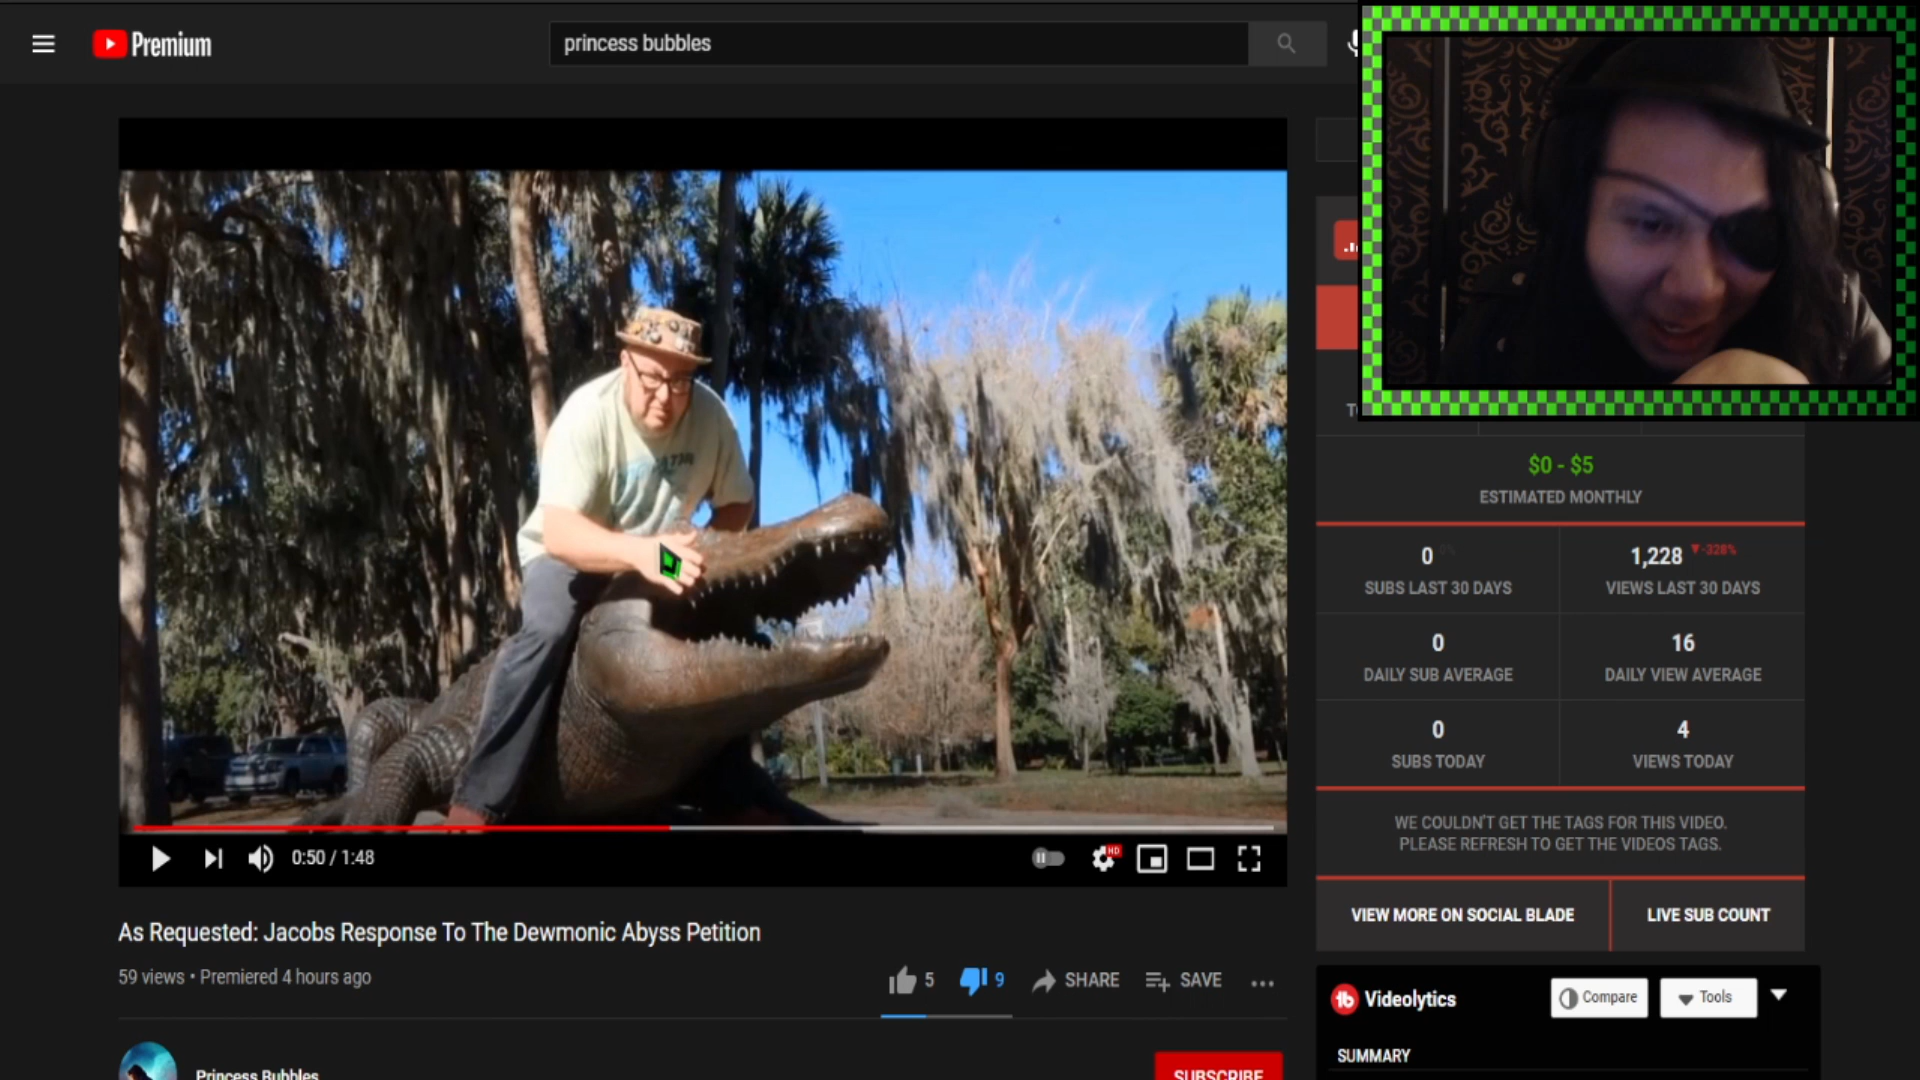 Premium
princess bubbles
$0 - $5
ESTIMATED MONTHLY
0
SUBS LAST 30 DAYS
1,228 ▼-328%
VIEWS LAST 30 DAYS
0
DAILY SUB AVERAGE
16
DAILY VIEW AVERAGE
0
SUBS TODAY
4
VIEWS TODAY
WE COULDN'T GET THE TAGS FOR THIS VIDEO.
PLEASE REFRESH TO GET THE VIDEOS TAGS.
VIEW MORE ON SOCIAL BLADE
LIVE SUB COUNT
HD
0:50 / 1:48
As Requested: Jacobs Response To The Dewmonic Abyss Petition
59 views • Premiered 4 hours ago
5
9
SHARE
SAVE
Princess Bubbles
SUBSCRIBE
tb Videolytics
Compare
Tools
SUMMARY